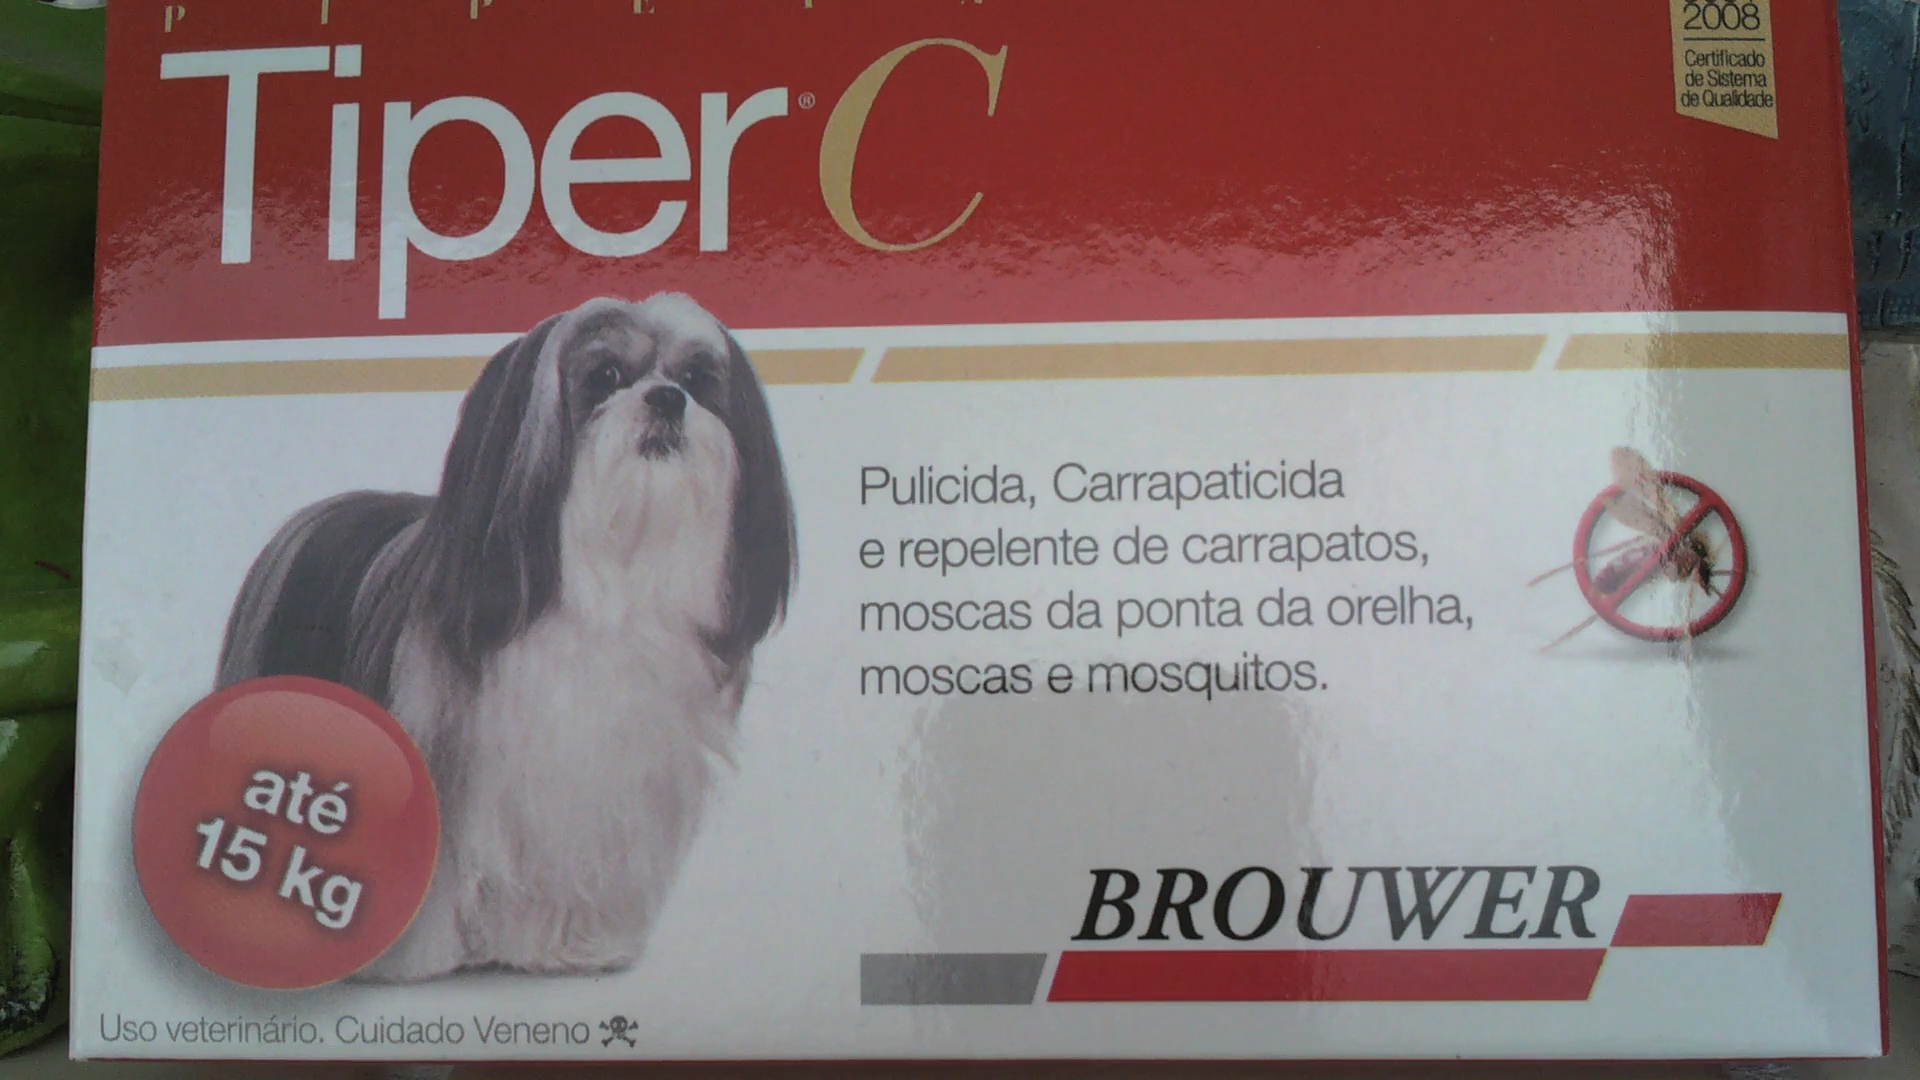 Tiper® C
2008
Certificado
de Sistema
de Qualidade
Pulicida, Carrapaticida
e repelente de carrapatos,
moscas da ponta da orelha,
moscas e mosquitos.
até
15 kg
BROUWER
Uso veterinário. Cuidado Veneno